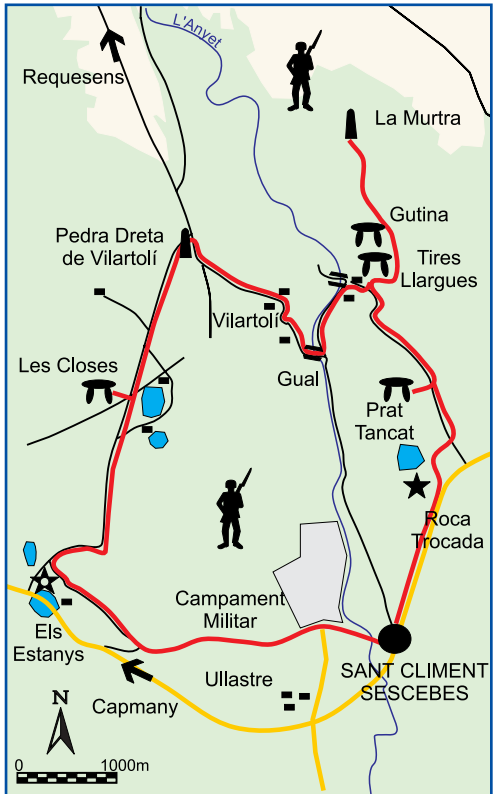 L'Anyet
Requesens
La Murtra
Gutina
Pedra Dreta
de Vilartolí
Tires
Llargues
Vilartolí
Les Closes
Gual
Prat
Tancat
Roca
Trocada
Campament
Militar
Els
Estanys
SANT CLIMENT
SESCEBES
Ullastre
Capmany
N
0 1000m